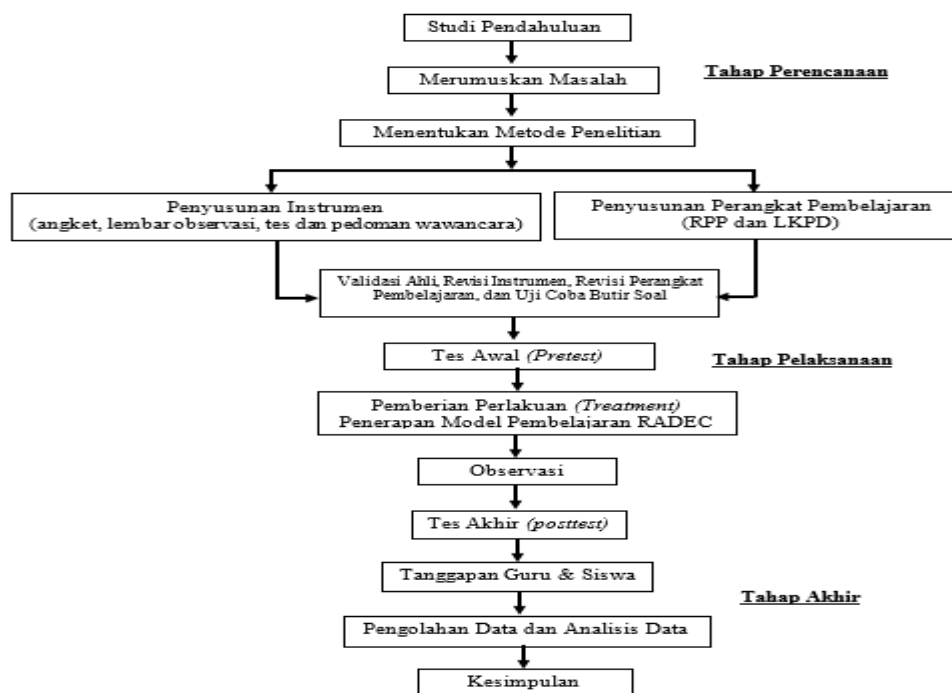 Studi Pendahuluan
Tahap Perencanaan
Merumuskan Masalah
Menentukan Metode Penelitian
Penyusunan Instrumen
(angket, lembar observasi, tes dan pedoman wawancara)
Penyusunan Perangkat Pembelajaran
(RPP dan LKPD)
Validasi Ahli, Revisi Instrumen, Revisi Perangkat
Pembelajaran, dan Uji Coba Butir Soal
Tes Awal (Pretest)
Tahap Pelaksanaan
Pemberian Perlakuan (Treatment)
Penerapan Model Pembelajaran RADEC
Observasi
Tes Akhir (posttest)
Tanggapan Guru & Siswa
Tahap Akhir
Pengolahan Data dan Analisis Data
Kesimpulan